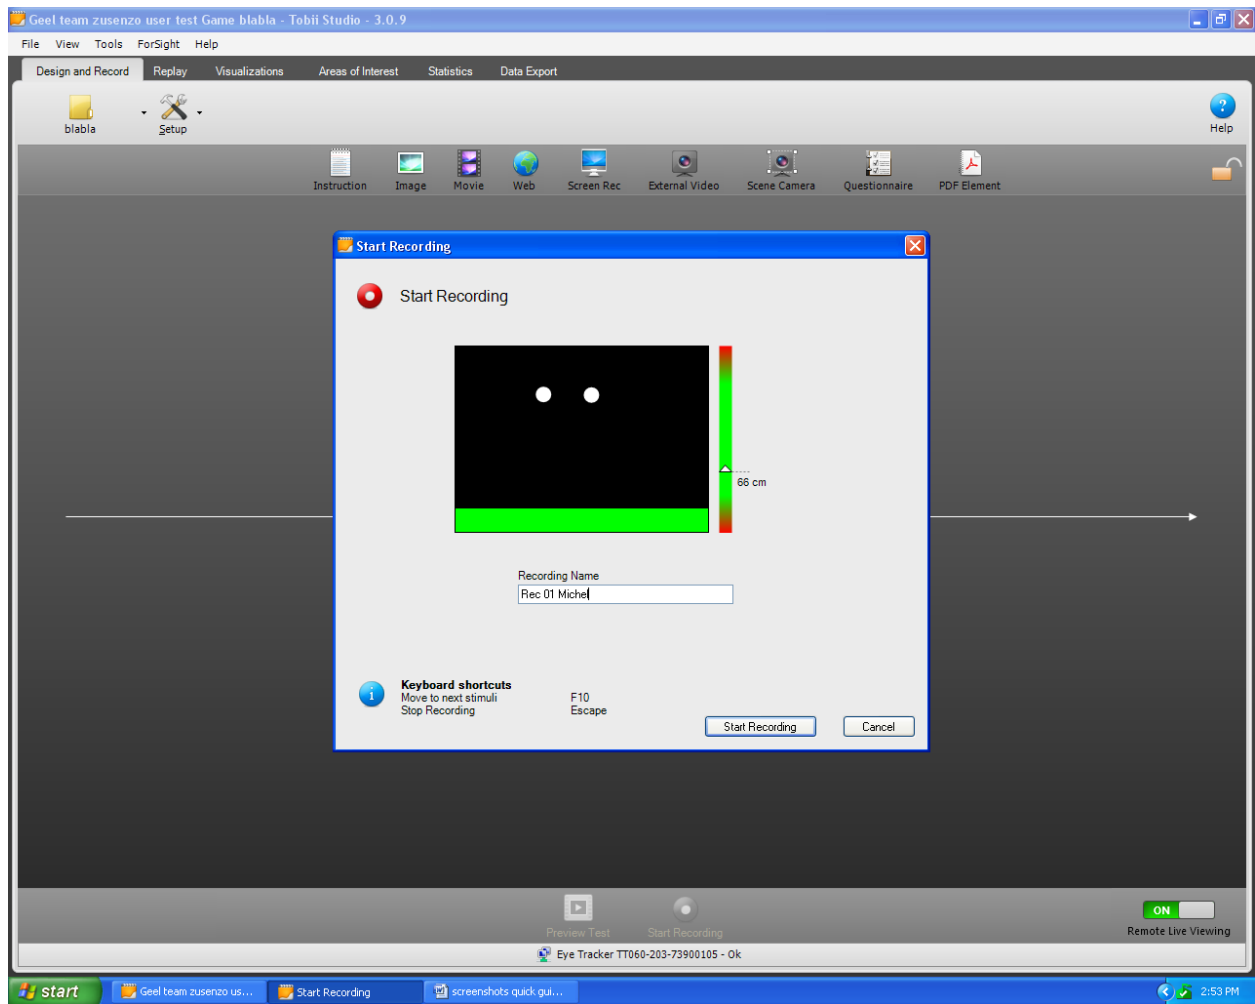 Geel team zusenzo user test Game blabla - Tobii Studio - 3.0.9
File View Tools ForSight Help
Design and Record Replay Visualizations Areas of Interest Statistics Data Export
blabla Setup Help
Instruction Image Movie Web Screen Rec External Video Scene Camera Questionnaire PDF Element
Start Recording
Start Recording
66 cm
Recording Name
Rec 01 Michel
Keyboard shortcuts
Move to next stimuli F10
Stop Recording Escape
Start Recording Cancel
ON
Preview Test Start Recording Remote Live Viewing
Eye Tracker TT060-203-73900105 - Ok
start Geel team zusenzo us... Start Recording screenshots quick gui... 2:53 PM